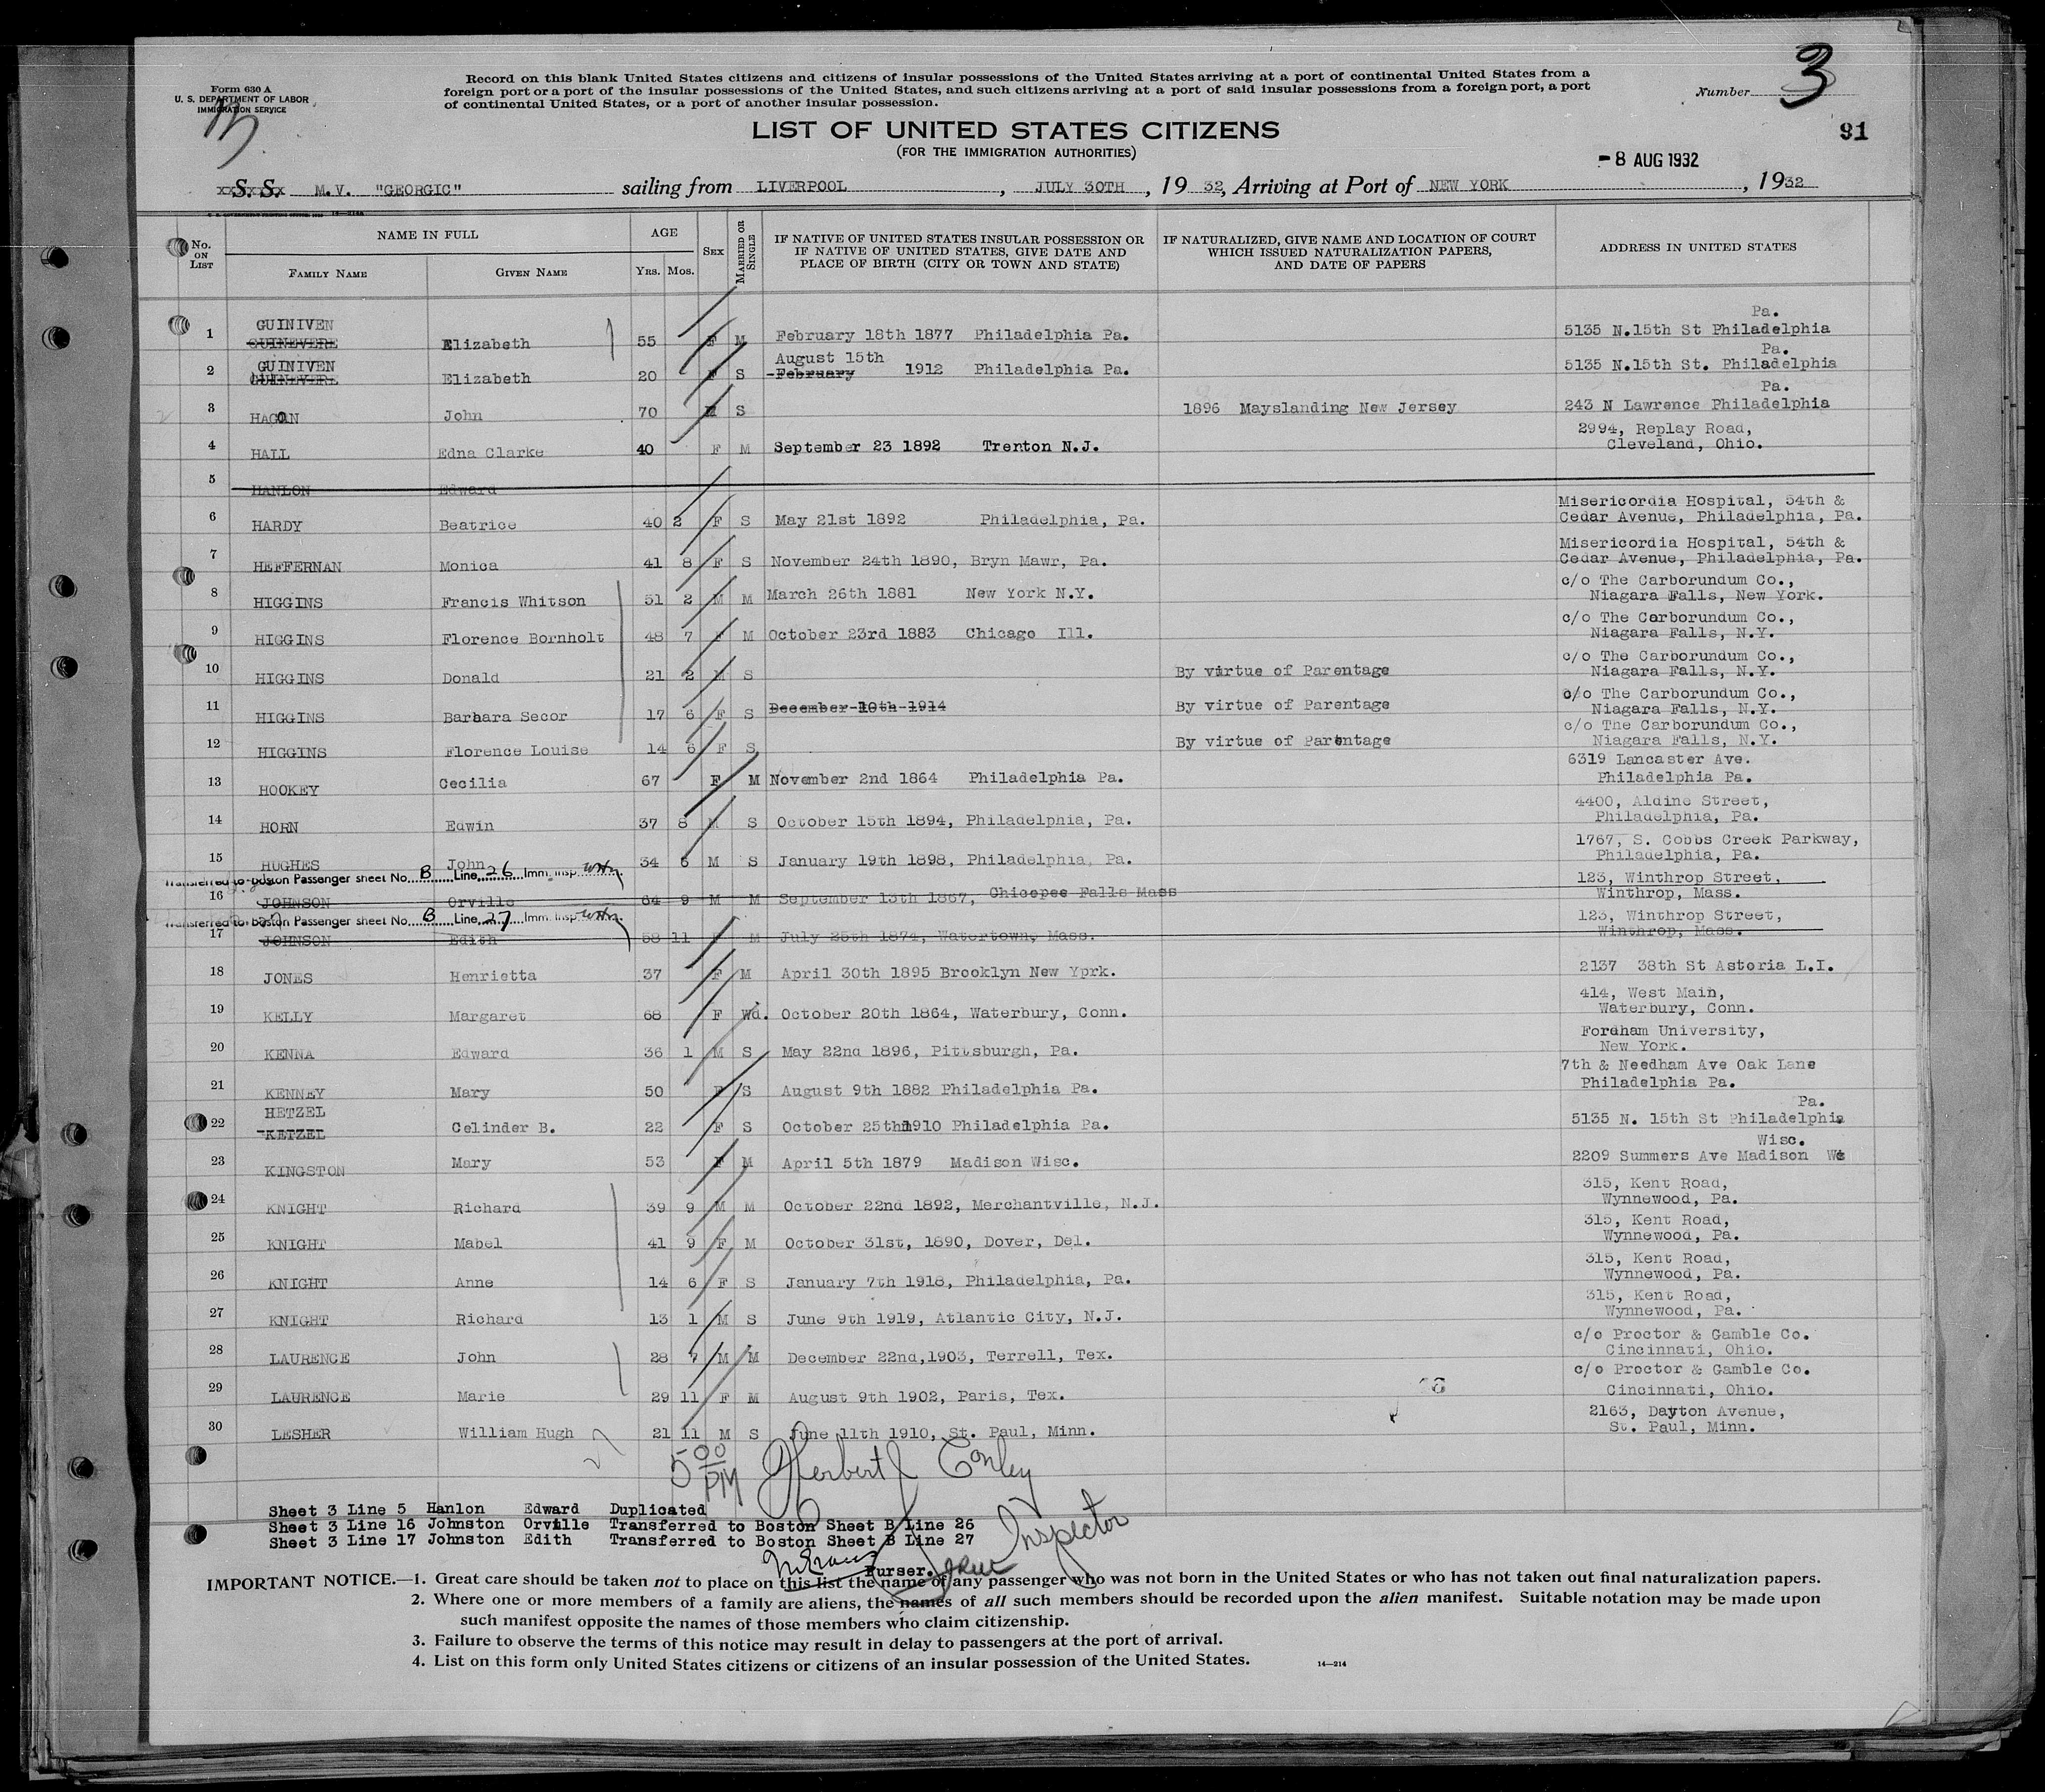 Form 630 A
U. S. DEPARTMENT OF LABOR
IMMIGRATION SERVICE
Record on this blank United States citizens and citizens of insular possessions of the United States arriving at a port of continental United States from a
foreign port or a port of the insular possessions of the United States, and such citizens arriving at a port of said insular possessions from a foreign port, a port
of continental United States, or a port of another insular possession.
Number 3
91
LIST OF UNITED STATES CITIZENS
(FOR THE IMMIGRATION AUTHORITIES)
-8 AUG 1932
S. S. M.V. "GEORGIC" sailing from LIVERPOOL, JULY 30TH, 1932, Arriving at Port of NEW YORK, 1932
No. ON LIST
NAME IN FULL
FAMILY NAME GIVEN NAME
AGE
YRS. MOS.
SEX
MARRIED OR SINGLE
IF NATIVE OF UNITED STATES INSULAR POSSESSION OR
IF NATIVE OF UNITED STATES, GIVE DATE AND
PLACE OF BIRTH (CITY OR TOWN AND STATE)
IF NATURALIZED, GIVE NAME AND LOCATION OF COURT
WHICH ISSUED NATURALIZATION PAPERS,
AND DATE OF PAPERS
ADDRESS IN UNITED STATES
GUINIVEN Pa.
1 GUINEVERE Elizabeth 55 F M February 18th 1877 Philadelphia Pa. 5135 N.15th St Philadelphia
GUINIVEN August 15th Pa.
2 GUINEVERE Elizabeth 20 F S February 1912 Philadelphia Pa. 5135 N.15th St. Philadelphia
Pa.
3 HAGAN John 70 M S 1896 Mayslanding New Jersey 243 N Lawrence Philadelphia
2994, Replay Road,
4 HALL Edna Clarke 40 F M September 23 1892 Trenton N.J. Cleveland, Ohio.
5 HANLON Edward
Misericordia Hospital, 54th &
6 HARDY Beatrice 40 2 F S May 21st 1892 Philadelphia, Pa. Cedar Avenue, Philadelphia, Pa.
Misericordia Hospital, 54th &
7 HEFFERNAN Monica 41 8 F S November 24th 1890, Bryn Mawr, Pa. Cedar Avenue, Philadelphia, Pa.
c/o The Carborundum Co.,
8 HIGGINS Francis Whitson 51 2 M M March 26th 1881 New York N.Y. Niagara Falls, New York.
c/o The Carborundum Co.,
9 HIGGINS Florence Bornholt 48 7 F M October 23rd 1883 Chicago Ill. Niagara Falls, N.Y.
c/o The Carborundum Co.,
10 HIGGINS Donald 21 2 M S By virtue of Parentage Niagara Falls, N.Y.
c/o The Carborundum Co.,
11 HIGGINS Barbara Secor 17 6 F S December 10th 1914 By virtue of Parentage Niagara Falls, N.Y.
c/o The Carborundum Co.,
12 HIGGINS Florence Louise 14 6 F S By virtue of Parentage Niagara Falls, N.Y.
6319 Lancaster Ave.
13 HOOKEY Cecilia 67 F M November 2nd 1864 Philadelphia Pa. Philadelphia Pa.
4400, Aldine Street,
14 HORN Edwin 37 8 M S October 15th 1894, Philadelphia, Pa. Philadelphia, Pa.
1767, S. Cobbs Creek Parkway,
15 HUGHES John 34 6 M S January 19th 1898, Philadelphia, Pa. Philadelphia, Pa.
Transferred to Boston Passenger sheet No. B Line 26 Imm. Insp. 123, Winthrop Street,
16 JOHNSON Orville 64 9 M M September 13th 1867, Chicopee Falls Mass Winthrop, Mass.
Transferred to Boston Passenger sheet No. B Line 27 Imm. Insp. 123, Winthrop Street,
17 JOHNSON Edith 58 11 F M July 25th 1874, Watertown, Mass. Winthrop, Mass.
18 JONES Henrietta 37 F M April 30th 1895 Brooklyn New Yprk. 2137 38th St Astoria L.I.
414, West Main,
19 KELLY Margaret 68 F Wd. October 20th 1864, Waterbury, Conn. Waterbury, Conn.
Fordham University,
20 KENNA Edward 36 1 M S May 22nd 1896, Pittsburgh, Pa. New York.
7th & Needham Ave Oak Lane
21 KENNEY Mary 50 F S August 9th 1882 Philadelphia Pa. Philadelphia Pa.
HETZEL Pa.
22 KETZEL Celinder B. 22 F S October 25th 1910 Philadelphia Pa. 5135 N. 15th St Philadelphia
Wisc.
23 KINGSTON Mary 53 F M April 5th 1879 Madison Wisc. 2209 Summers Ave Madison
315, Kent Road,
24 KNIGHT Richard 39 9 M M October 22nd 1892, Merchantville, N.J. Wynnewood, Pa.
315, Kent Road,
25 KNIGHT Mabel 41 9 F M October 31st, 1890, Dover, Del. Wynnewood, Pa.
315, Kent Road,
26 KNIGHT Anne 14 6 F S January 7th 1918, Philadelphia, Pa. Wynnewood, Pa.
315, Kent Road,
27 KNIGHT Richard 13 1 M S June 9th 1919, Atlantic City, N.J. Wynnewood, Pa.
c/o Proctor & Gamble Co.
28 LAURENCE John 28 7 M M December 22nd,1903, Terrell, Tex. Cincinnati, Ohio.
c/o Proctor & Gamble Co.
29 LAURENCE Marie 29 11 F M August 9th 1902, Paris, Tex. Cincinnati, Ohio.
2163, Dayton Avenue,
30 LESHER William Hugh 21 11 M S June 11th 1910, St. Paul, Minn. St. Paul, Minn.
5 00 PM Herbert J Conley
Inspector
Sheet 3 Line 5 Hanlon Edward Duplicated
Sheet 3 Line 16 Johnston Orville Transferred to Boston Sheet B Line 26
Sheet 3 Line 17 Johnston Edith Transferred to Boston Sheet B Line 27
Purser.
IMPORTANT NOTICE.—1. Great care should be taken not to place on this list the name of any passenger who was not born in the United States or who has not taken out final naturalization papers.
2. Where one or more members of a family are aliens, the names of all such members should be recorded upon the alien manifest. Suitable notation may be made upon
such manifest opposite the names of those members who claim citizenship.
3. Failure to observe the terms of this notice may result in delay to passengers at the port of arrival.
4. List on this form only United States citizens or citizens of an insular possession of the United States. 14—214